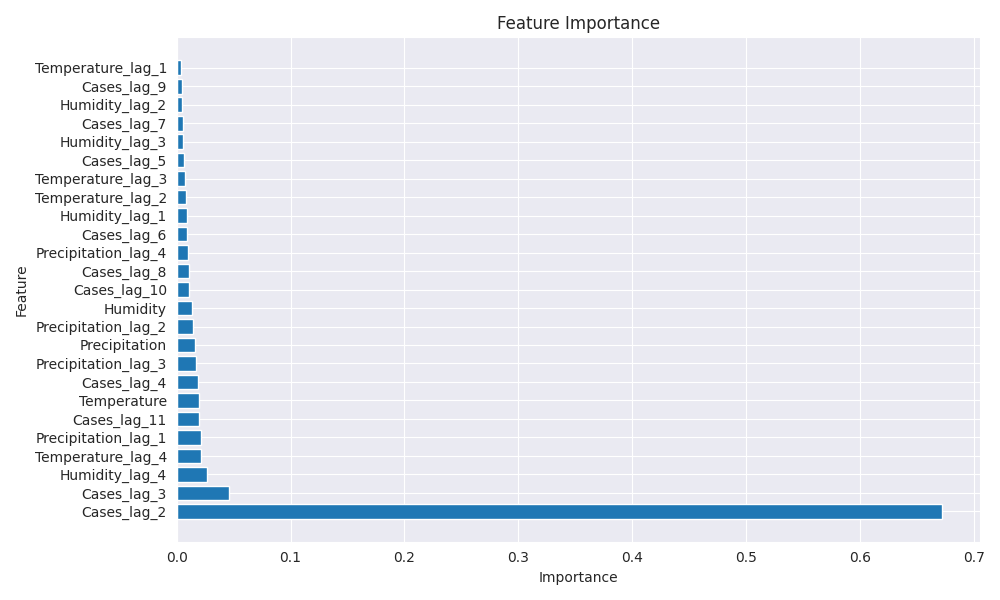 Feature Importance
Temperature_lag_1
Cases_lag_9
Humidity_lag_2
Cases_lag_7
Humidity_lag_3
Cases_lag_5
Temperature_lag_3
Temperature_lag_2
Humidity_lag_1
Cases_lag_6
Precipitation_lag_4
Cases_lag_8
Cases_lag_10
Humidity
Precipitation_lag_2
Precipitation
Precipitation_lag_3
Cases_lag_4
Temperature
Cases_lag_11
Precipitation_lag_1
Temperature_lag_4
Humidity_lag_4
Cases_lag_3
Cases_lag_2
Feature
0.0 0.1 0.2 0.3 0.4 0.5 0.6 0.7
Importance